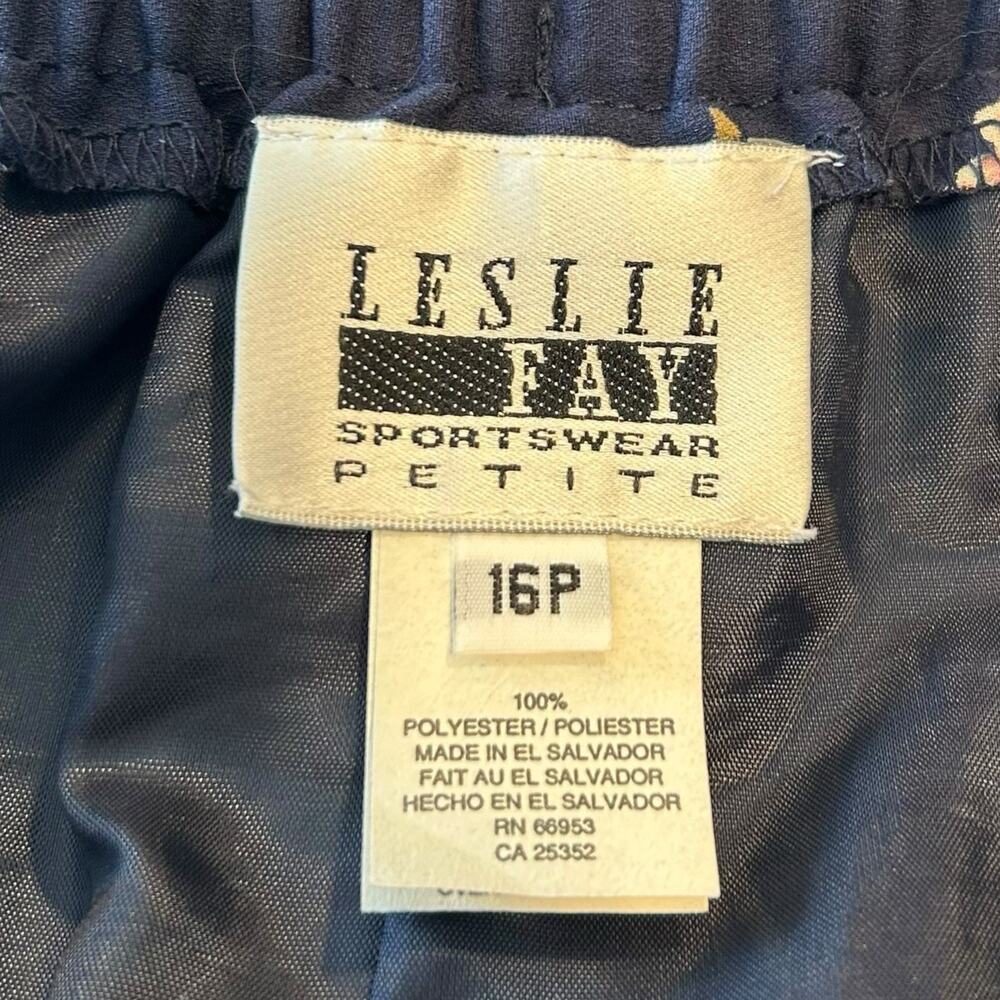 LESLIE
FAY
SPORTSWEAR
PETITE
16P
100%
POLYESTER / POLIESTER
MADE IN EL SALVADOR
FAIT AU EL SALVADOR
HECHO EN EL SALVADOR
RN 66953
CA 25352